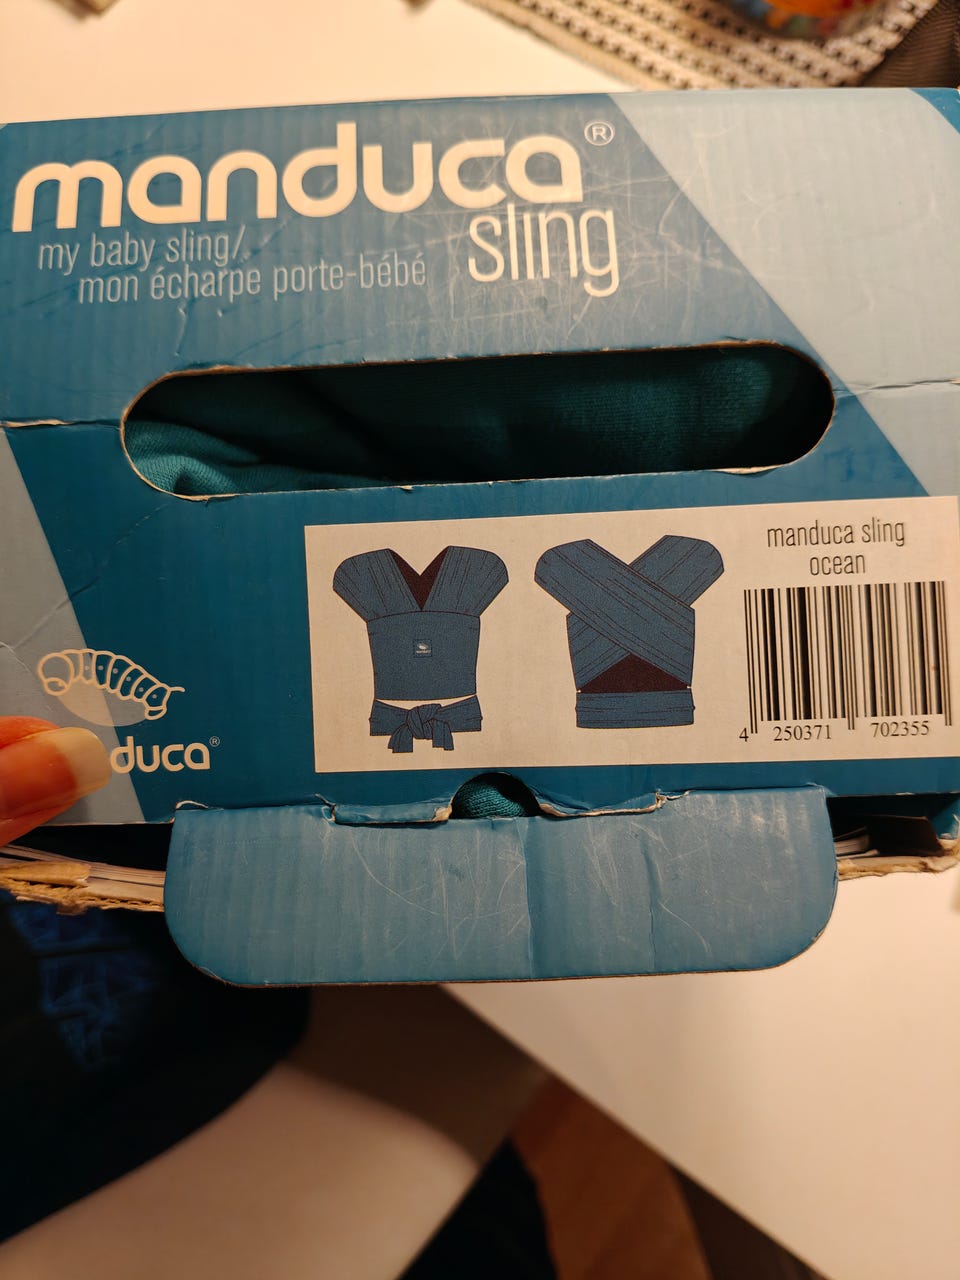 manduca®
sling
my baby sling/
mon écharpe porte-bébé
manduca sling
ocean
4 250371 702355
duca®